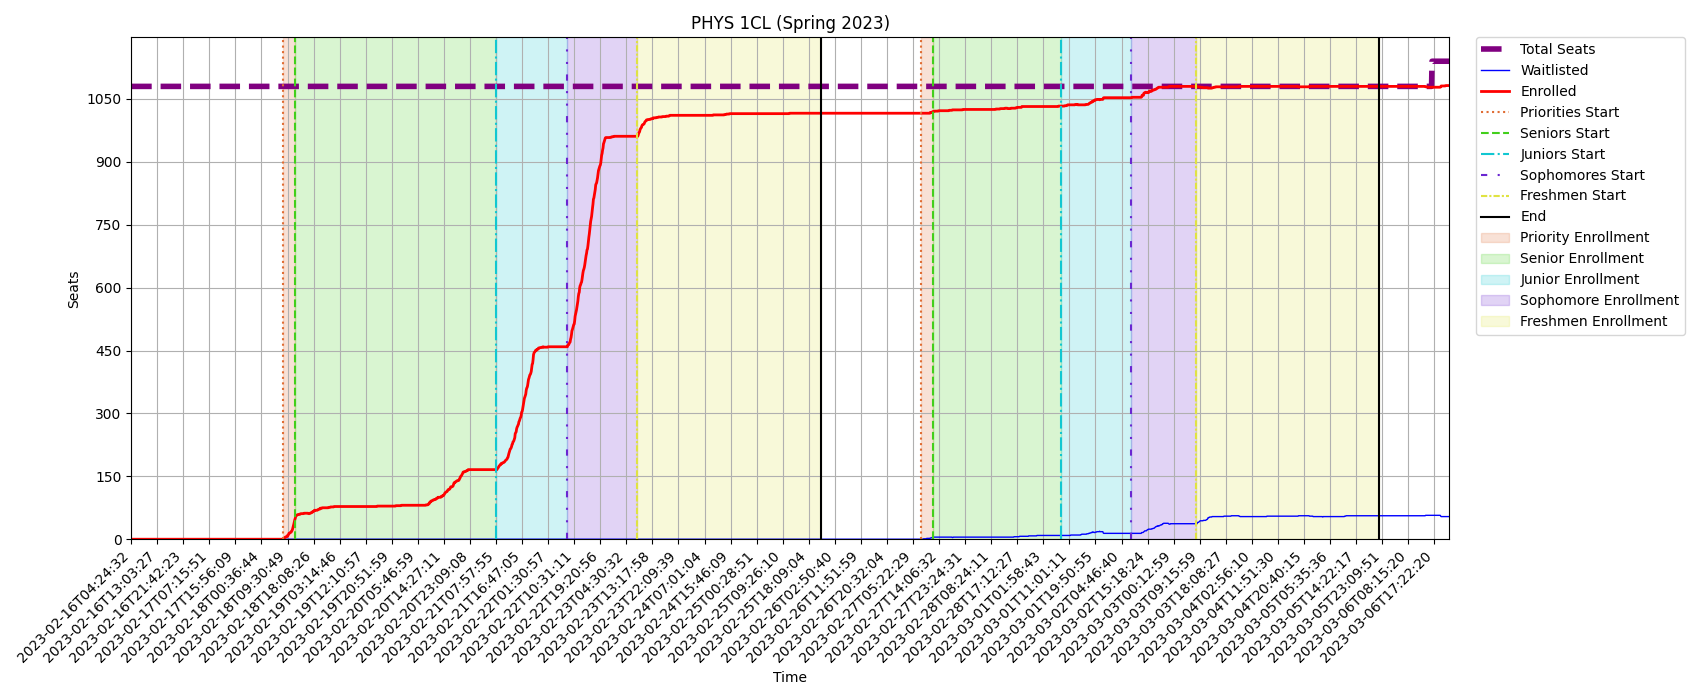 PHYS 1CL (Spring 2023)
Seats
1050
900
750
600
450
300
150
0
2023-02-16T04:24:32
2023-02-16T13:03:27
2023-02-16T21:42:23
2023-02-17T07:15:51
2023-02-17T15:56:09
2023-02-18T00:36:44
2023-02-18T09:30:49
2023-02-18T18:08:26
2023-02-19T03:14:46
2023-02-19T12:10:57
2023-02-19T20:51:59
2023-02-20T05:46:59
2023-02-20T14:27:11
2023-02-20T23:09:08
2023-02-21T07:57:55
2023-02-21T16:47:05
2023-02-22T01:30:57
2023-02-22T10:31:11
2023-02-22T19:20:56
2023-02-23T04:30:32
2023-02-23T13:17:58
2023-02-23T22:09:39
2023-02-24T07:01:04
2023-02-24T15:46:09
2023-02-25T00:28:51
2023-02-25T09:26:10
2023-02-25T18:09:04
2023-02-26T02:50:40
2023-02-26T11:51:59
2023-02-26T20:32:04
2023-02-27T05:22:29
2023-02-27T14:06:32
2023-02-27T23:24:31
2023-02-28T08:24:11
2023-02-28T17:12:27
2023-03-01T01:58:43
2023-03-01T11:01:11
2023-03-01T19:50:55
2023-03-02T04:46:40
2023-03-02T15:18:24
2023-03-03T00:12:59
2023-03-03T09:15:59
2023-03-03T18:08:27
2023-03-04T02:56:10
2023-03-04T11:51:30
2023-03-04T20:40:15
2023-03-05T05:35:36
2023-03-05T14:22:17
2023-03-05T23:09:51
2023-03-06T08:15:20
2023-03-06T17:22:20
Time
Total Seats
Waitlisted
Enrolled
Priorities Start
Seniors Start
Juniors Start
Sophomores Start
Freshmen Start
End
Priority Enrollment
Senior Enrollment
Junior Enrollment
Sophomore Enrollment
Freshmen Enrollment